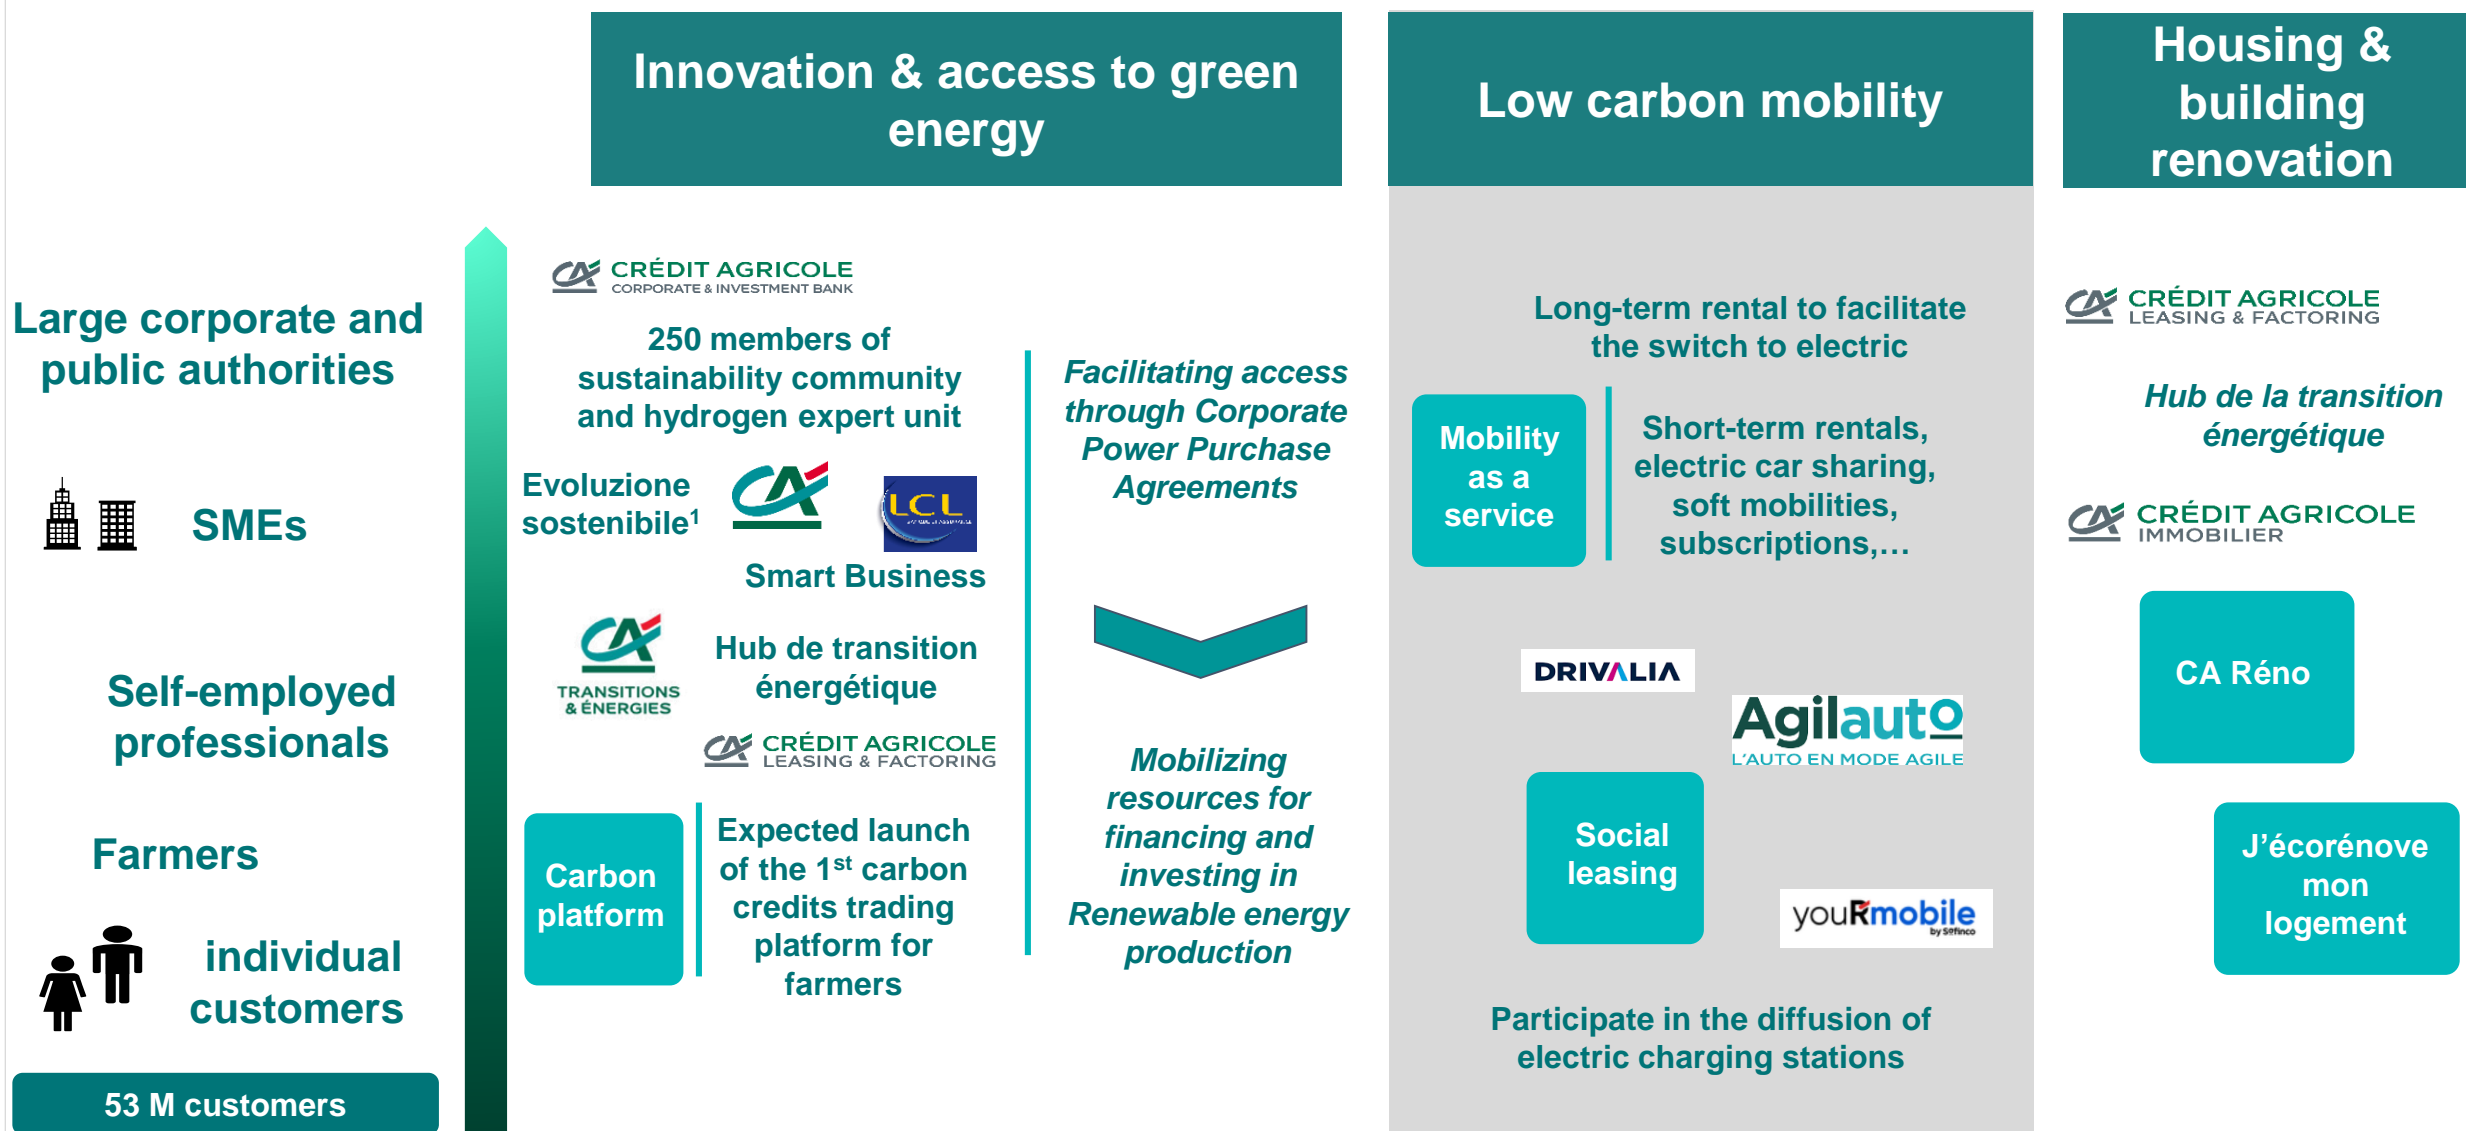 Innovation & access to green
energy
Low carbon mobility
Housing &
building
renovation
Large corporate and
public authorities
SMEs
Self-employed
professionals
Farmers
individual
customers
53 M customers
CRÉDIT AGRICOLE
CORPORATE & INVESTMENT BANK
250 members of
sustainability community
and hydrogen expert unit
Evoluzione
sostenibile¹
CA
LCL
Smart Business
CA
TRANSITIONS
& ÉNERGIES
Hub de transition
énergétique
CRÉDIT AGRICOLE
LEASING & FACTORING
Carbon
platform
Expected launch
of the 1st carbon
credits trading
platform for
farmers
Facilitating access
through Corporate
Power Purchase
Agreements
Mobilizing
resources for
financing and
investing in
Renewable energy
production
Long-term rental to facilitate
the switch to electric
Mobility
as a
service
Short-term rentals,
electric car sharing,
soft mobilities,
subscriptions,…
DRIVALIA
Agilauto
L'AUTO EN MODE AGILE
Social
leasing
youRmobile
by Sofinco
Participate in the diffusion of
electric charging stations
CRÉDIT AGRICOLE
LEASING & FACTORING
Hub de la transition
énergétique
CRÉDIT AGRICOLE
IMMOBILIER
CA Réno
J'écorénove
mon
logement